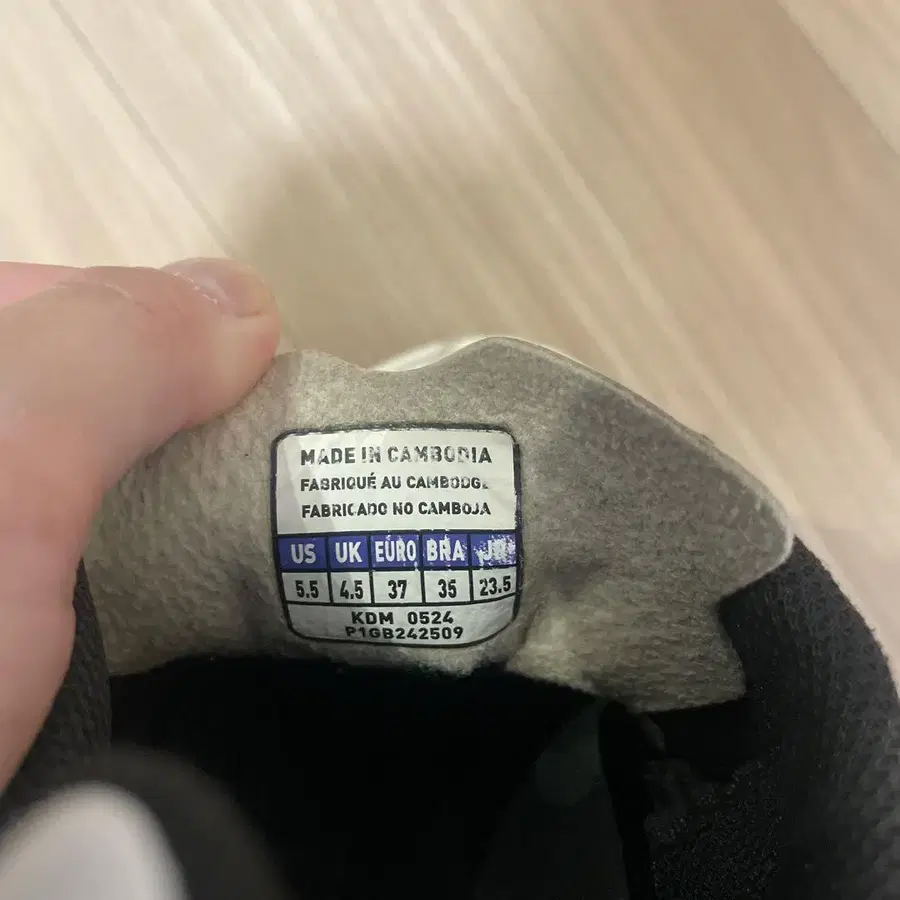 MADE IN CAMBODIA
FABRIQUÉ AU CAMBODGE
FABRICADO NO CAMBOJA
US UK EURO BRA
5.5 4.5 37 35 23.5
KDM 0524
P1GB242509